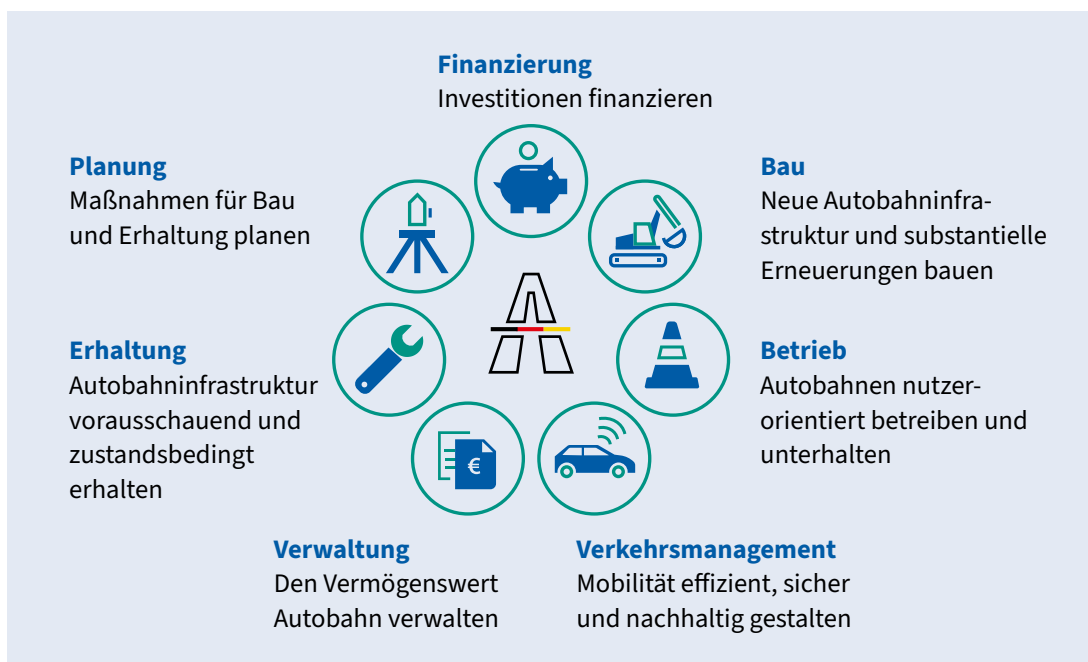 Finanzierung
Investitionen finanzieren
Planung
Maßnahmen für Bau
und Erhaltung planen
Bau
Neue Autobahninfra-
struktur und substantielle
Erneuerungen bauen
Erhaltung
Autobahninfrastruktur
vorausschauend und
zustandsbedingt
erhalten
Betrieb
Autobahnen nutzer-
orientiert betreiben und
unterhalten
€
Verwaltung
Den Vermögenswert
Autobahn verwalten
Verkehrsmanagement
Mobilität effizient, sicher
und nachhaltig gestalten